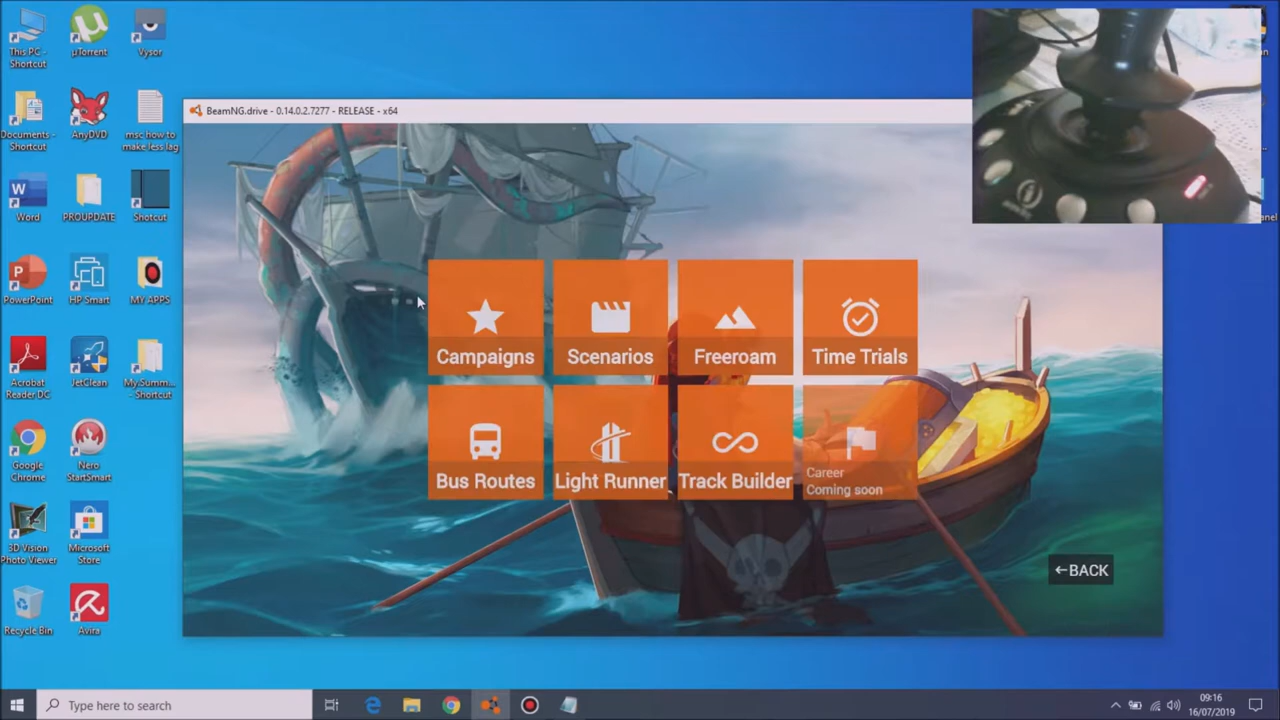 This PC -
Shortcut
µTorrent
Vysor
Documents -
Shortcut
AnyDVD
msc how to
make less lag
Word
PROUPDATE
Shotcut
PowerPoint
HP Smart
MY APPS
Acrobat
Reader DC
JetClean
My.Summ...
- Shortcut
Google
Chrome
Nero
StartSmart
3D Vision
Photo Viewer
Microsoft
Store
Recycle Bin
Avira
BeamNG.drive - 0.14.0.2.7277 - RELEASE - x64
Campaigns
Scenarios
Freeroam
Time Trials
Bus Routes
Light Runner
Track Builder
Career
Coming soon
←BACK
Type here to search
09:16
16/07/2019